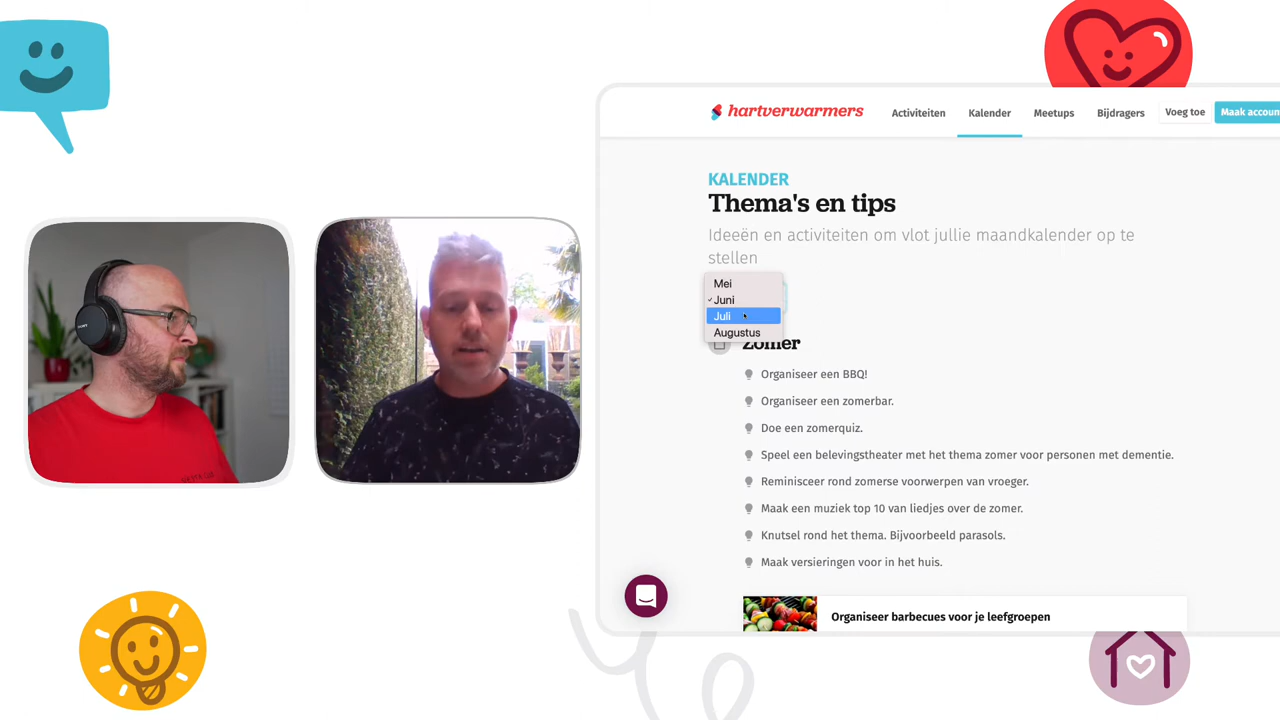 hartverwarmers
Activiteiten
Kalender
Meetups
Bijdragers
Voeg toe
Maak accoun
KALENDER
Thema's en tips
Ideeën en activiteiten om vlot jullie maandkalender op te
stellen
Mei
Juni
Juli
Augustus
Zomer
Organiseer een BBQ!
Organiseer een zomerbar.
Doe een zomerquiz.
Speel een belevingstheater met het thema zomer voor personen met dementie.
Reminisceer rond zomerse voorwerpen van vroeger.
Maak een muziek top 10 van liedjes over de zomer.
Knutsel rond het thema. Bijvoorbeeld parasols.
Maak versieringen voor in het huis.
Organiseer barbecues voor je leefgroepen
SONY